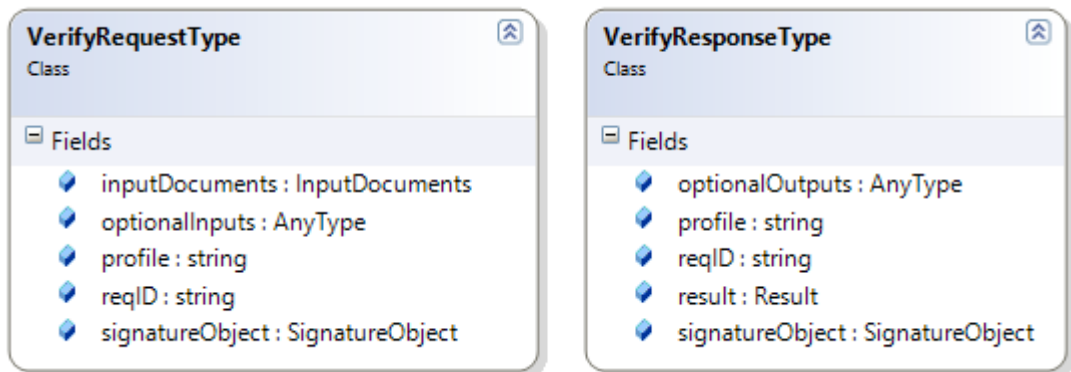 VerifyRequestType
Class
Fields
inputDocuments : InputDocuments
optionalInputs : AnyType
profile : string
reqID : string
signatureObject : SignatureObject
VerifyResponseType
Class
Fields
optionalOutputs : AnyType
profile : string
reqID : string
result : Result
signatureObject : SignatureObject